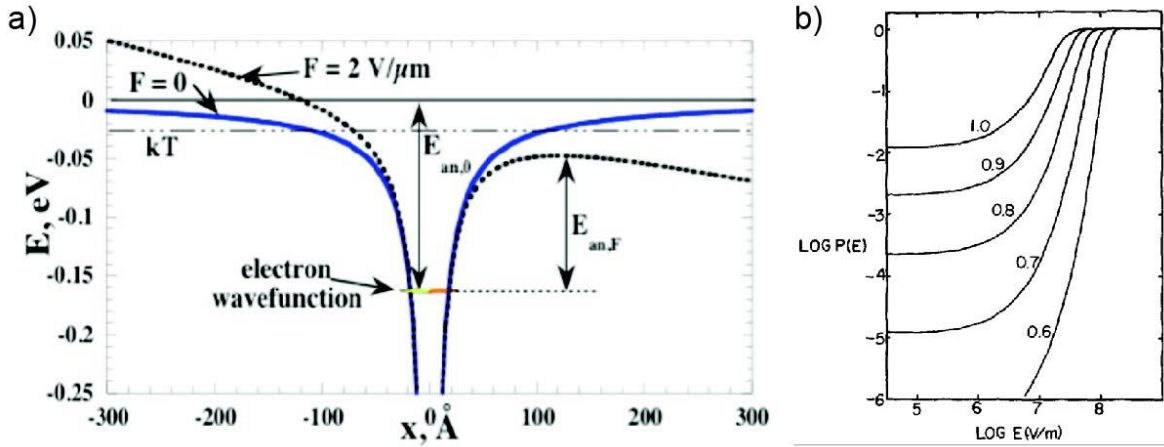 a)
0.05
0
-0.05
-0.1
-0.15
-0.2
-0.25
E, eV
F = 0
F = 2 V/μm
kT
E an,0
E an,F
electron
wavefunction
-300 -200 -100 0 100 200 300
x, Å
b)
0
-1
-2
-3
-4
-5
-6
LOG P(E)
1.0
0.9
0.8
0.7
0.6
5 6 7 8
LOG E(V/m)